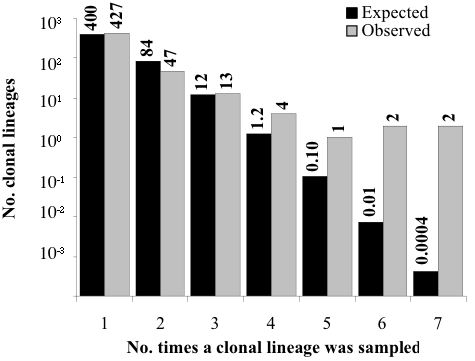 Expected
Observed
No. clonal lineages
10³
10²
10¹
10⁰
10⁻¹
10⁻²
10⁻³
400 427
84 47
12 13
1.2 4
0.10 1
0.01 2
0.0004 2
1 2 3 4 5 6 7
No. times a clonal lineage was sampled